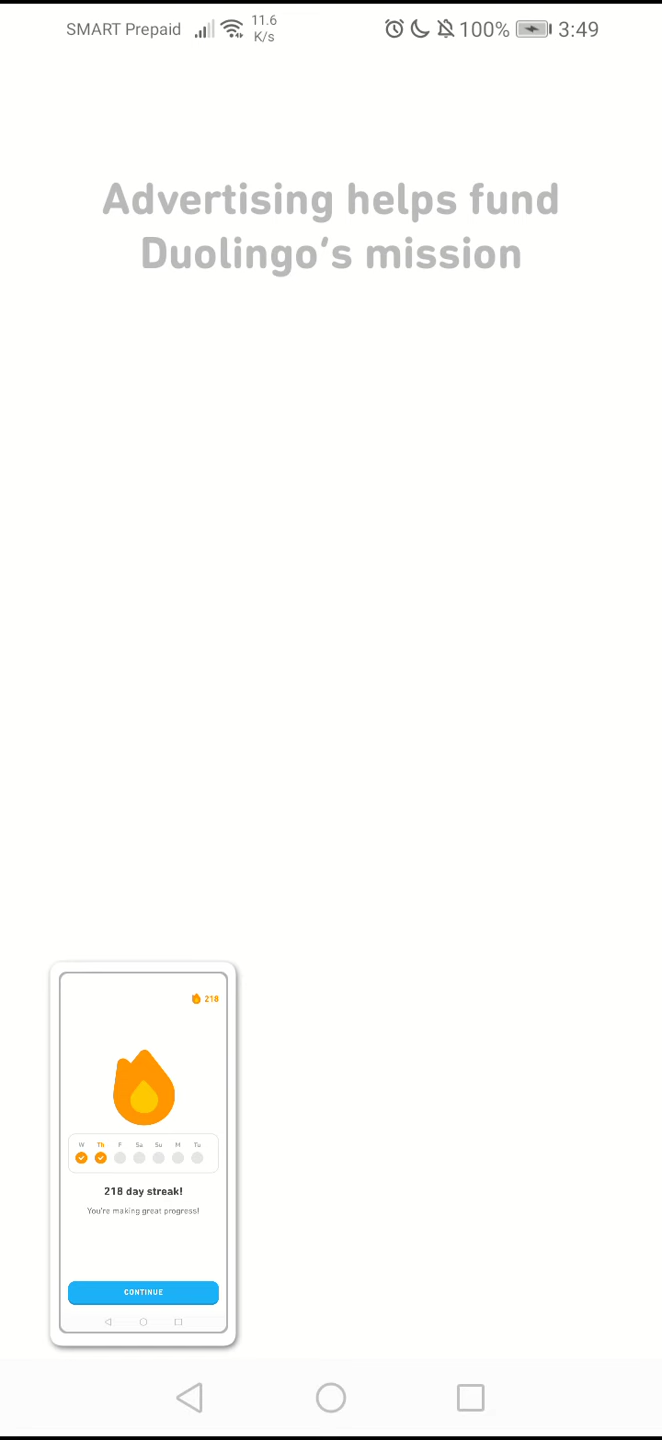 SMART Prepaid 11.6 K/s 100% 3:49
Advertising helps fund
Duolingo's mission
218
W Th F Sa Su M Tu
218 day streak!
You're making great progress!
CONTINUE